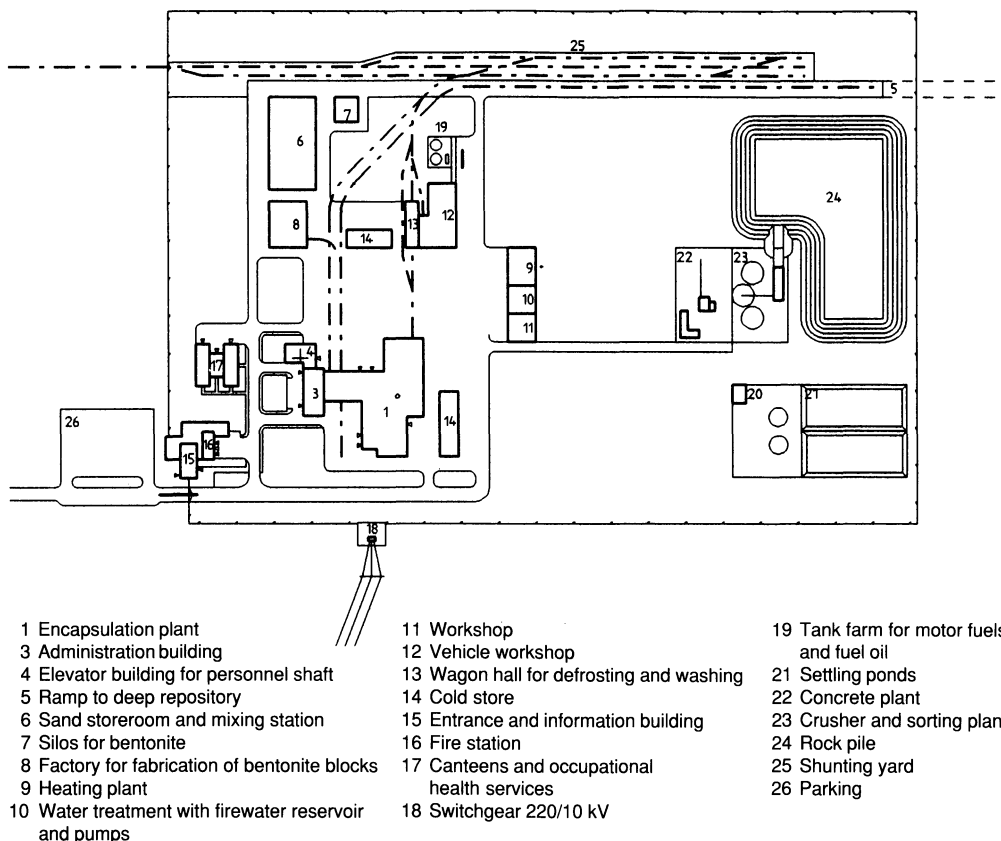 25
5
7
19
6
24
12
13
8
14
22
23
9
10
11
4
17
3
20
21
1
14
26
16
15
18
1 Encapsulation plant
3 Administration building
4 Elevator building for personnel shaft
5 Ramp to deep repository
6 Sand storeroom and mixing station
7 Silos for bentonite
8 Factory for fabrication of bentonite blocks
9 Heating plant
10 Water treatment with firewater reservoir
and pumps
11 Workshop
12 Vehicle workshop
13 Wagon hall for defrosting and washing
14 Cold store
15 Entrance and information building
16 Fire station
17 Canteens and occupational
health services
18 Switchgear 220/10 kV
19 Tank farm for motor fuels
and fuel oil
21 Settling ponds
22 Concrete plant
23 Crusher and sorting plan
24 Rock pile
25 Shunting yard
26 Parking